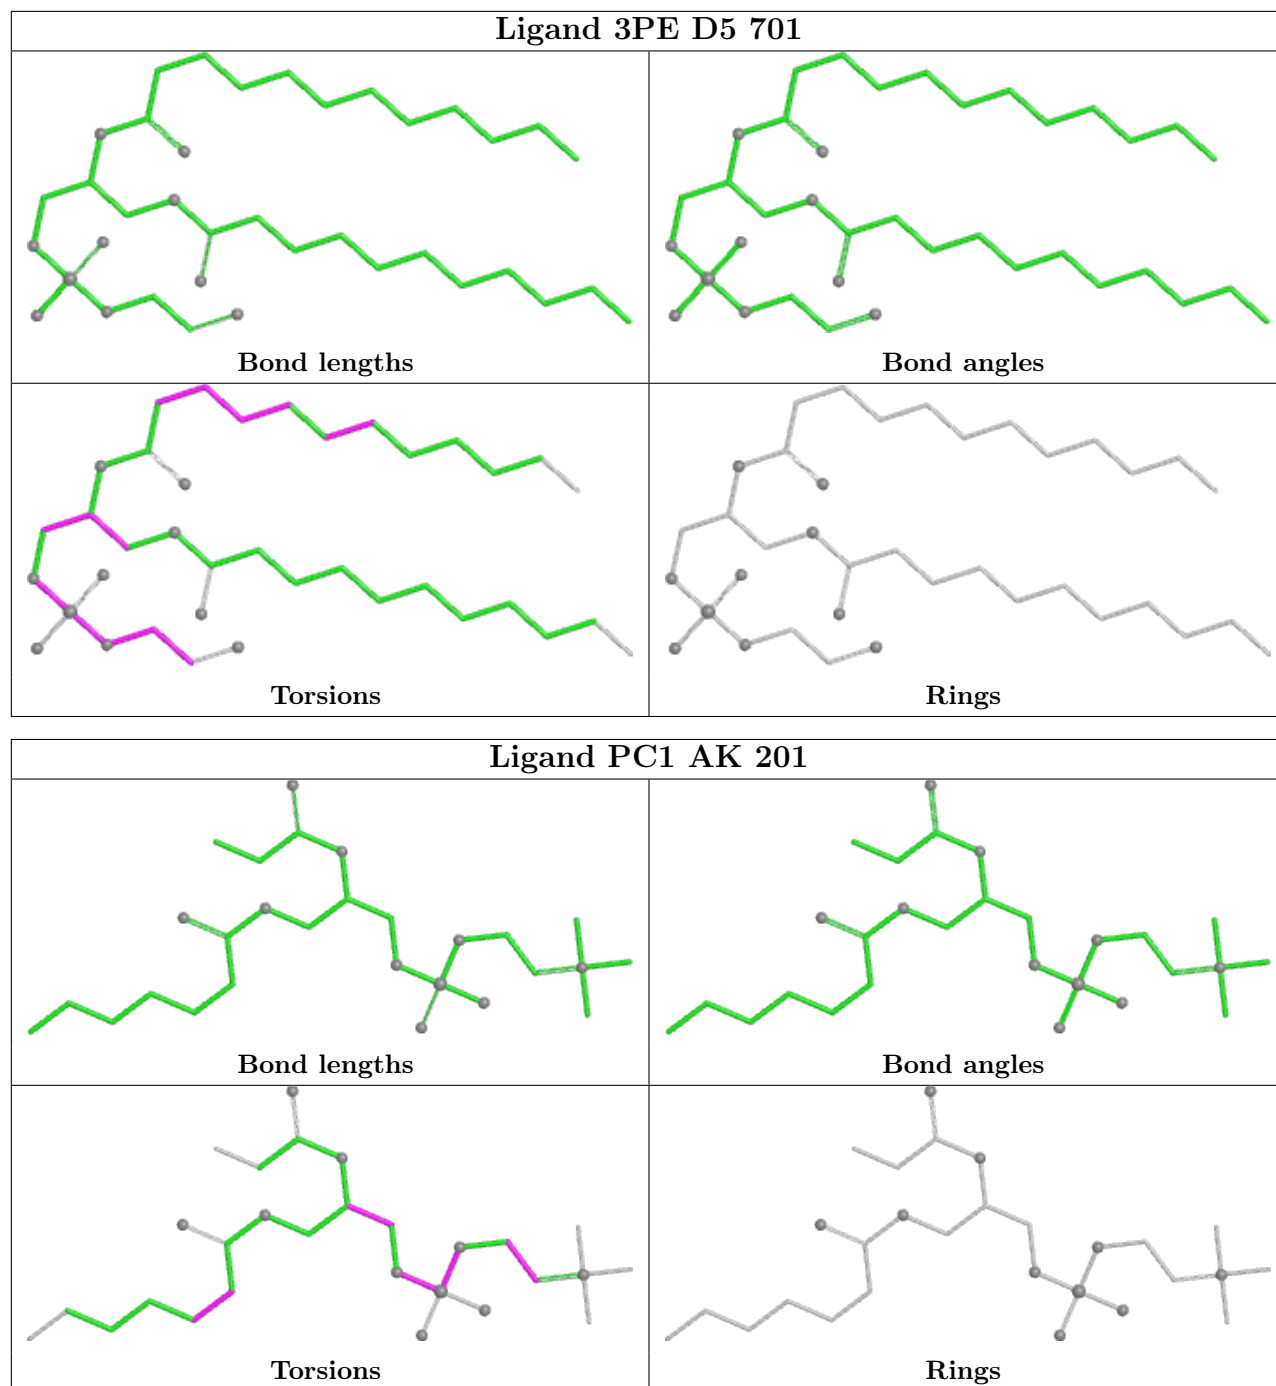 Ligand 3PE D5 701
Bond lengths
Bond angles
Torsions
Rings
Ligand PC1 AK 201
Bond lengths
Bond angles
Torsions
Rings